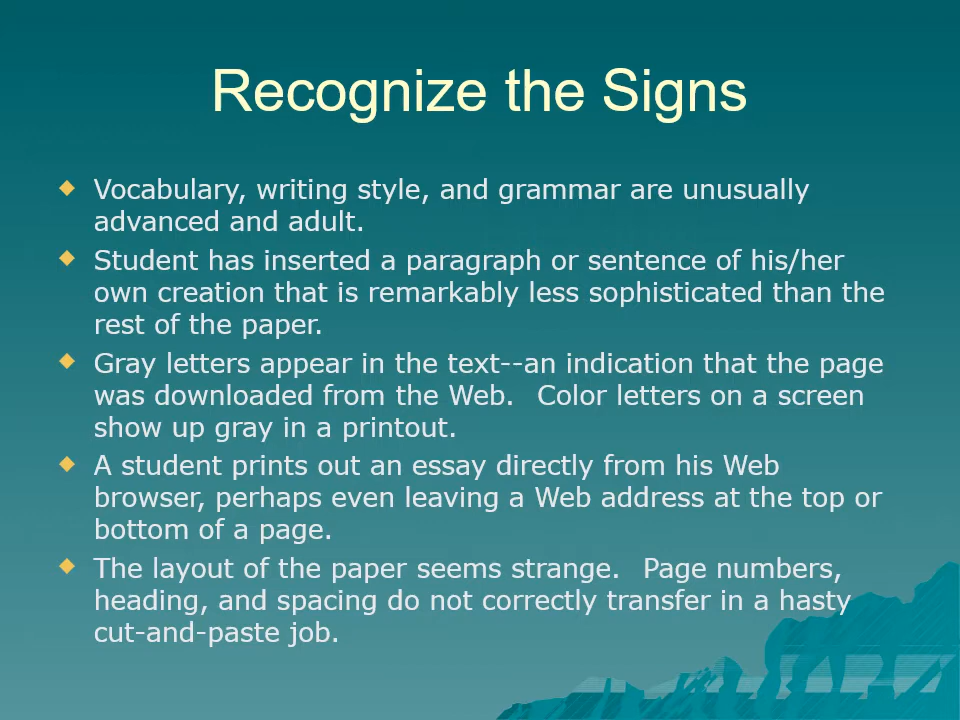 Recognize the Signs
Vocabulary, writing style, and grammar are unusually
advanced and adult.
Student has inserted a paragraph or sentence of his/her
own creation that is remarkably less sophisticated than the
rest of the paper.
Gray letters appear in the text--an indication that the page
was downloaded from the Web.  Color letters on a screen
show up gray in a printout.
A student prints out an essay directly from his Web
browser, perhaps even leaving a Web address at the top or
bottom of a page.
The layout of the paper seems strange.  Page numbers,
heading, and spacing do not correctly transfer in a hasty
cut-and-paste job.